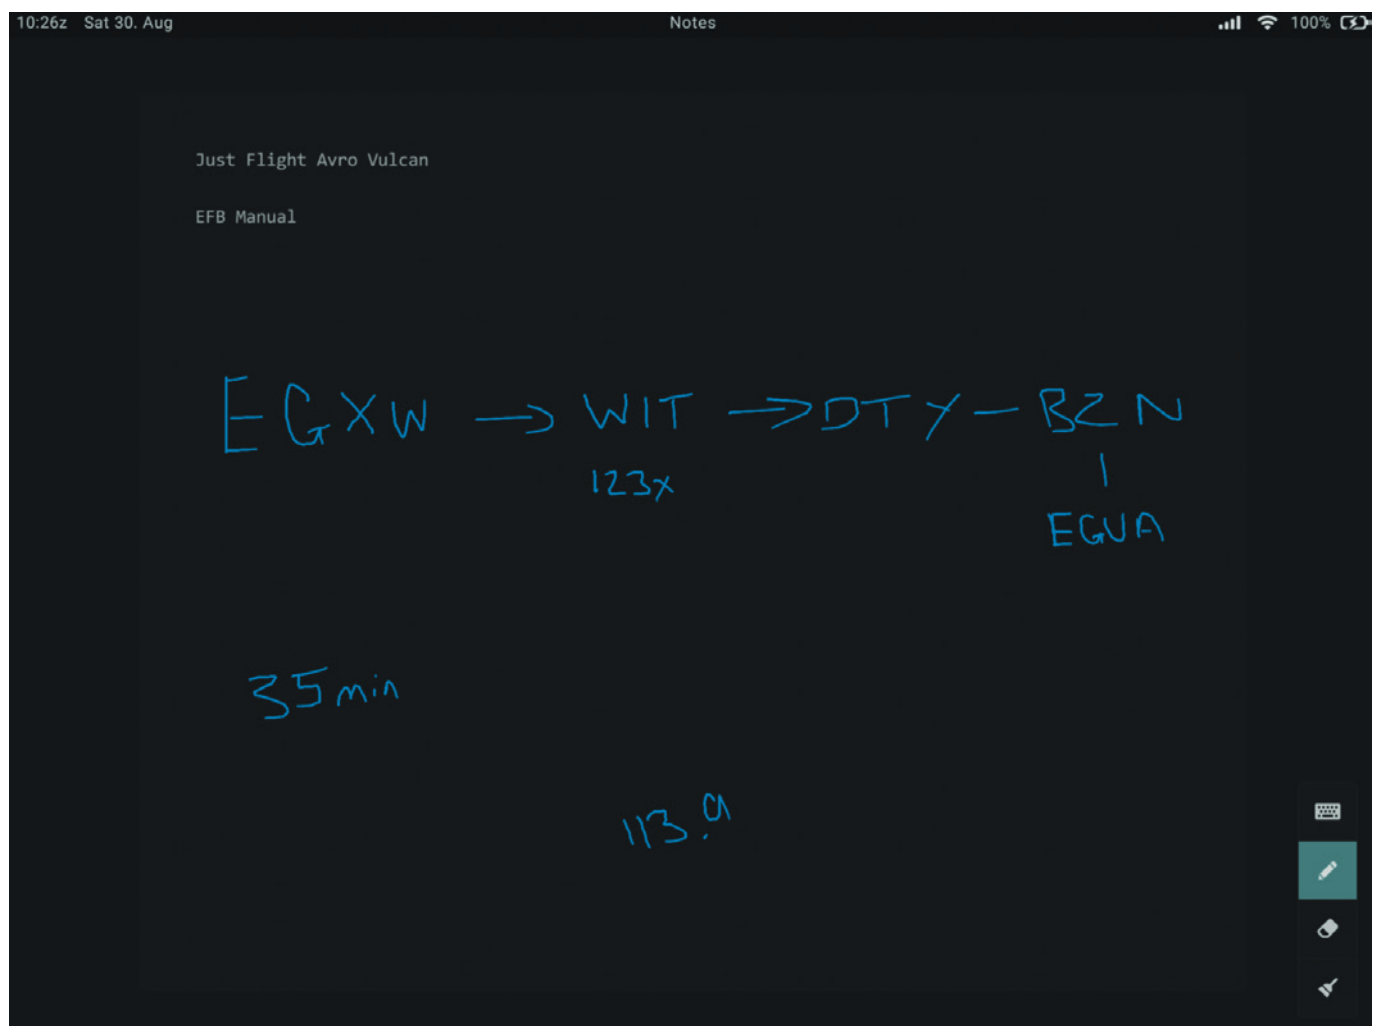 10:26z Sat 30. Aug Notes 100%
Just Flight Avro Vulcan
EFB Manual
EGXW → WIT → DTY - BZN
123x
EGUA
35min
113.9